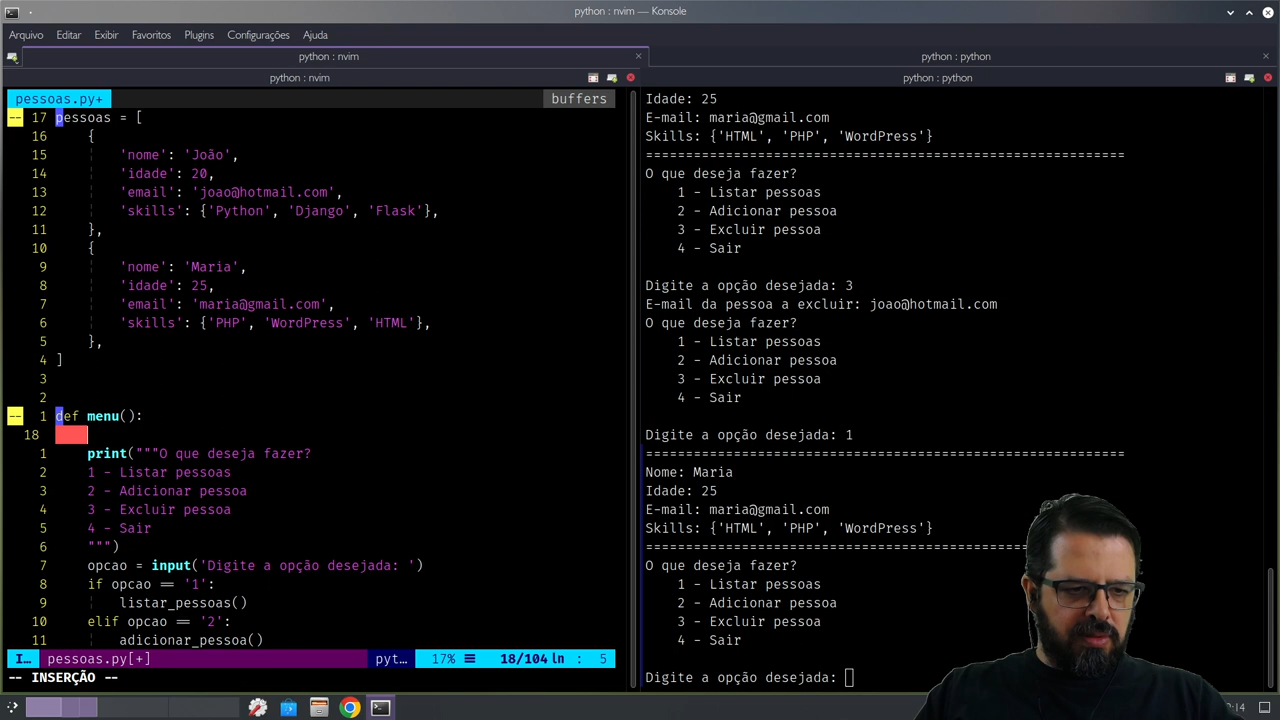 python : nvim — Konsole
Arquivo Editar Exibir Favoritos Plugins Configurações Ajuda
python : nvim
python : python
python : nvim
python : python
pessoas.py+
buffers
-- 17 pessoas = [
16 {
15 'nome': 'João',
14 'idade': 20,
13 'email': 'joao@hotmail.com',
12 'skills': {'Python', 'Django', 'Flask'},
11 },
10 {
9 'nome': 'Maria',
8 'idade': 25,
7 'email': 'maria@gmail.com',
6 'skills': {'PHP', 'WordPress', 'HTML'},
5 },
4 ]
3
2
-- 1 def menu():
18
1 print("""O que deseja fazer?
2 1 - Listar pessoas
3 2 - Adicionar pessoa
4 3 - Excluir pessoa
5 4 - Sair
6 """)
7 opcao = input('Digite a opção desejada: ')
8 if opcao == '1':
9 listar_pessoas()
10 elif opcao == '2':
11 adicionar_pessoa()
I… pessoas.py[+] pyt… 17% ☰ 18/104 ln : 5
-- INSERÇÃO --
Idade: 25
E-mail: maria@gmail.com
Skills: {'HTML', 'PHP', 'WordPress'}
============================================================
O que deseja fazer?
1 - Listar pessoas
2 - Adicionar pessoa
3 - Excluir pessoa
4 - Sair
Digite a opção desejada: 3
E-mail da pessoa a excluir: joao@hotmail.com
O que deseja fazer?
1 - Listar pessoas
2 - Adicionar pessoa
3 - Excluir pessoa
4 - Sair
Digite a opção desejada: 1
============================================================
Nome: Maria
Idade: 25
E-mail: maria@gmail.com
Skills: {'HTML', 'PHP', 'WordPress'}
================================================
O que deseja fazer?
1 - Listar pessoas
2 - Adicionar pessoa
3 - Excluir pessoa
4 - Sair
Digite a opção desejada: